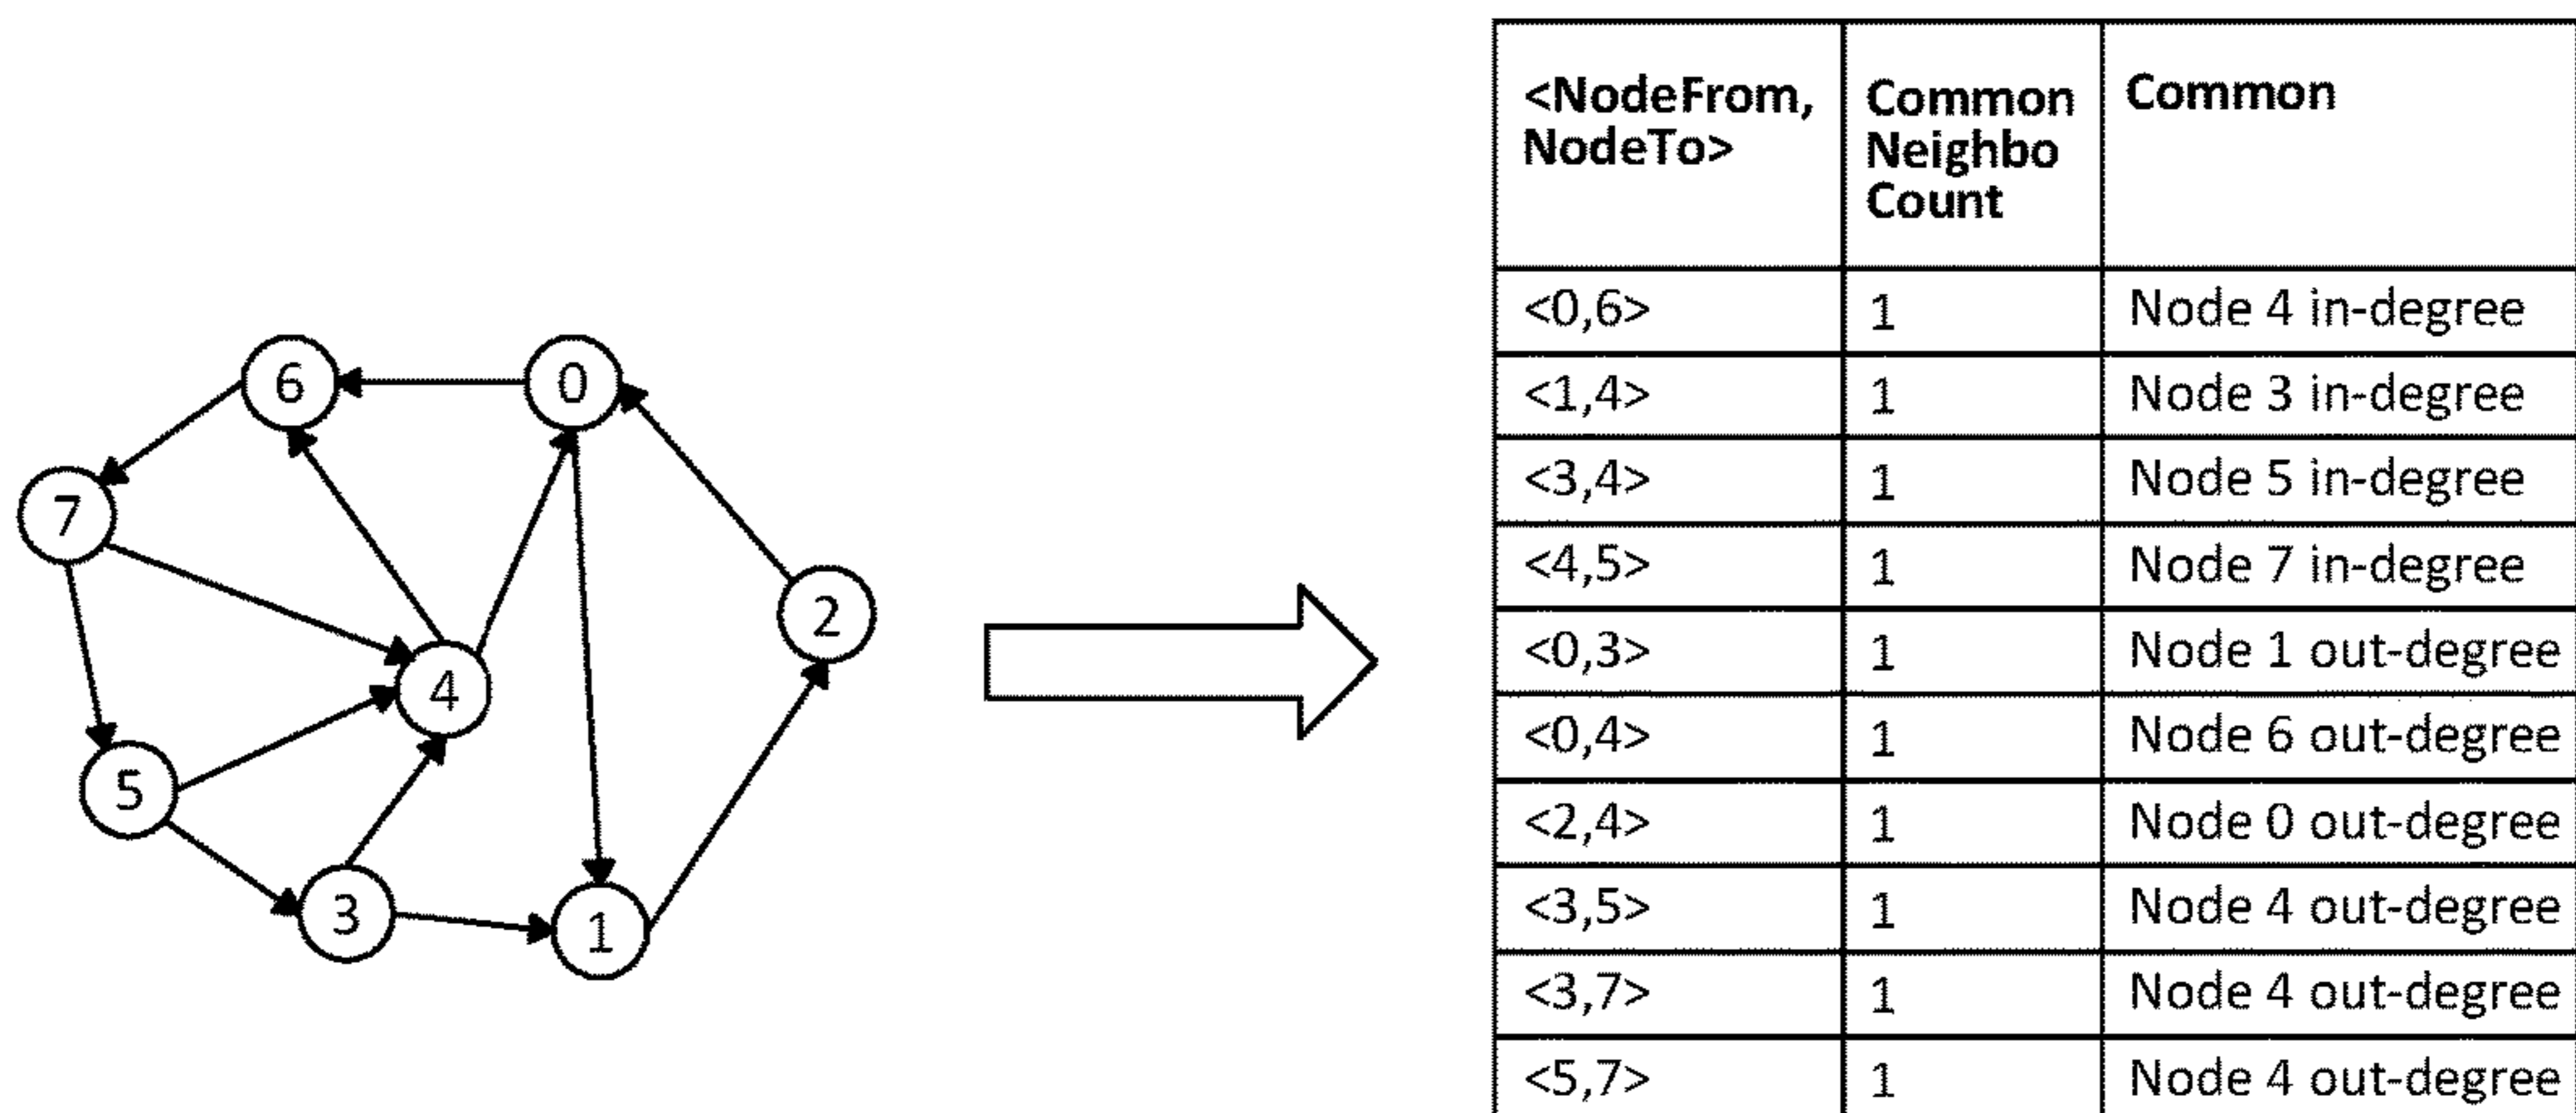 6
0
7
4
2
5
3
1
<NodeFrom,
NodeTo>
Common
Neighbo
Count
Common
<0,6> 1 Node 4 in-degree
<1,4> 1 Node 3 in-degree
<3,4> 1 Node 5 in-degree
<4,5> 1 Node 7 in-degree
<0,3> 1 Node 1 out-degree
<0,4> 1 Node 6 out-degree
<2,4> 1 Node 0 out-degree
<3,5> 1 Node 4 out-degree
<3,7> 1 Node 4 out-degree
<5,7> 1 Node 4 out-degree